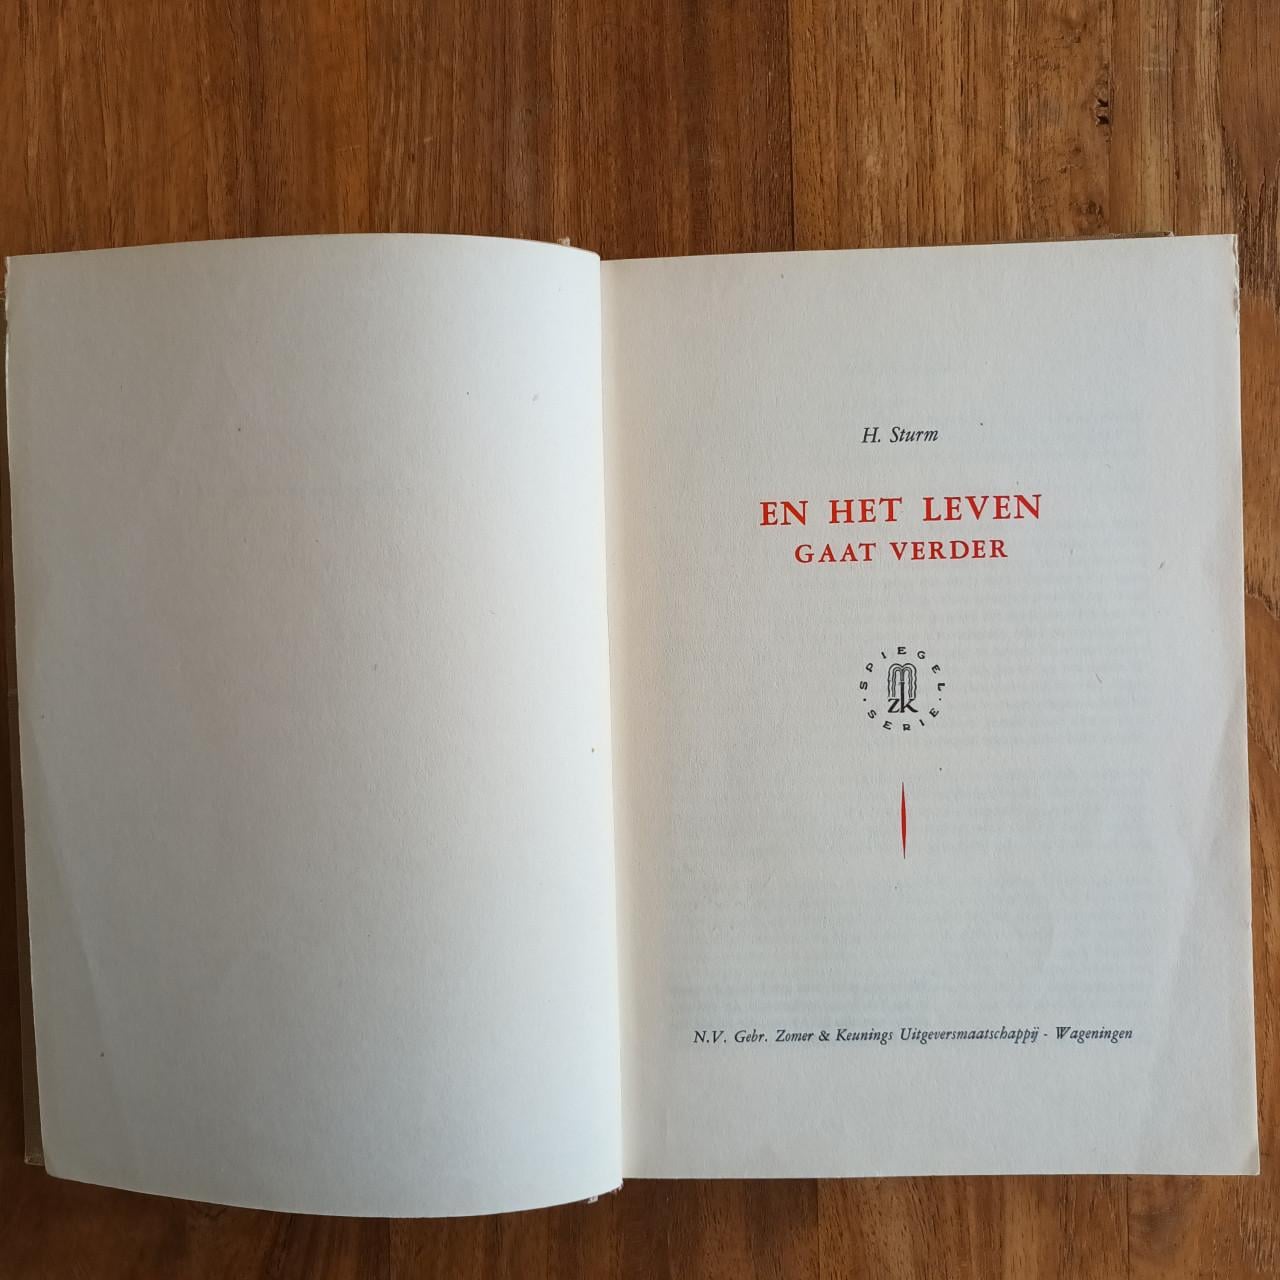 H. Sturm
EN HET LEVEN
GAAT VERDER
SPIEGEL
zk
SERIE
N.V. Gebr. Zomer & Keunings Uitgeversmaatschappij - Wageningen